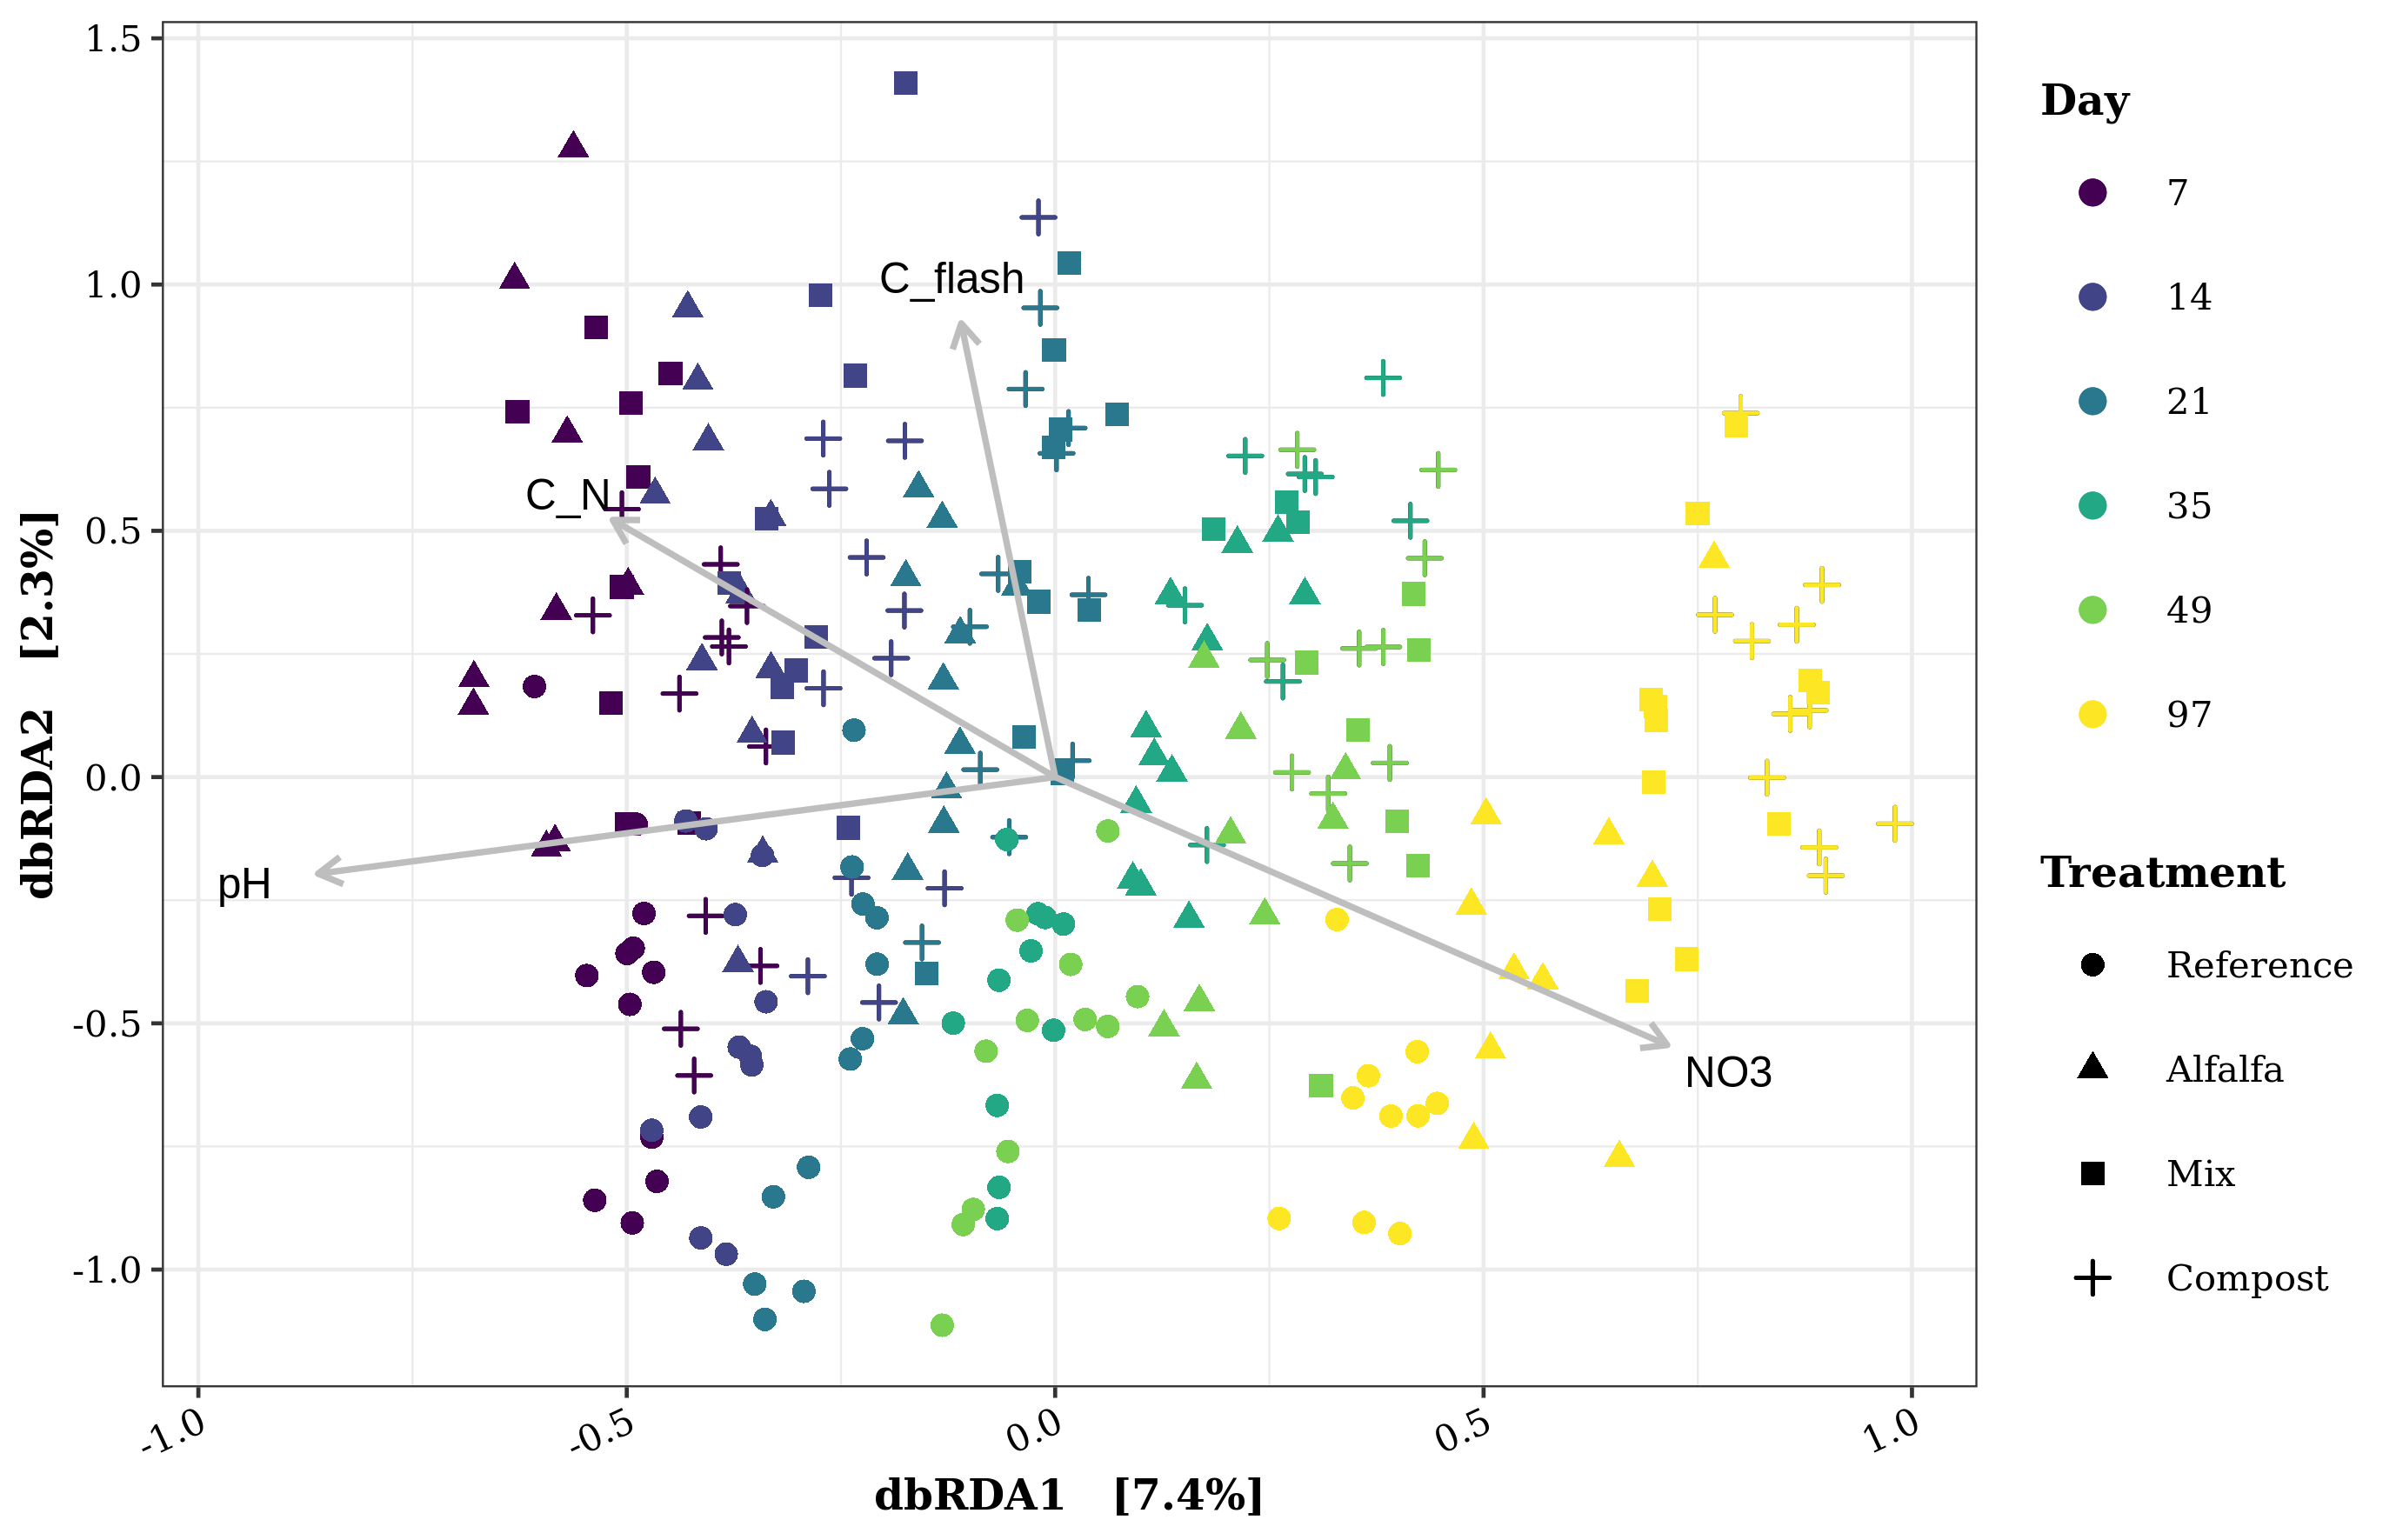 1.5
1.0
0.5
0.0
-0.5
-1.0
dbRDA2 [2.3%]
C_flash
C_N
pH
NO3
-1.0 -0.5 0.0 0.5 1.0
dbRDA1 [7.4%]
Day
7
14
21
35
49
97
Treatment
Reference
Alfalfa
Mix
Compost